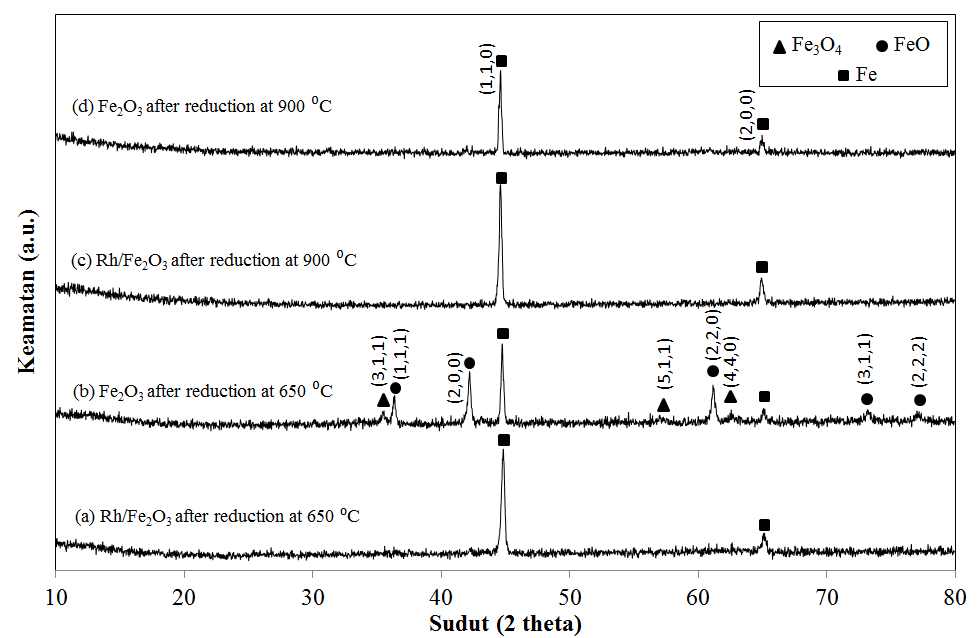 Fe₃O₄
FeO
Fe
(1,1,0)
(2,0,0)
(d) Fe₂O₃ after reduction at 900 ⁰C
(c) Rh/Fe₂O₃ after reduction at 900 ⁰C
(3,1,1)
(1,1,1)
(2,0,0)
(5,1,1)
(2,2,0)
(4,4,0)
(3,1,1)
(2,2,2)
(b) Fe₂O₃ after reduction at 650 ⁰C
(a) Rh/Fe₂O₃ after reduction at 650 ⁰C
Keamatan (a.u.)
10 20 30 40 50 60 70 80
Sudut (2 theta)